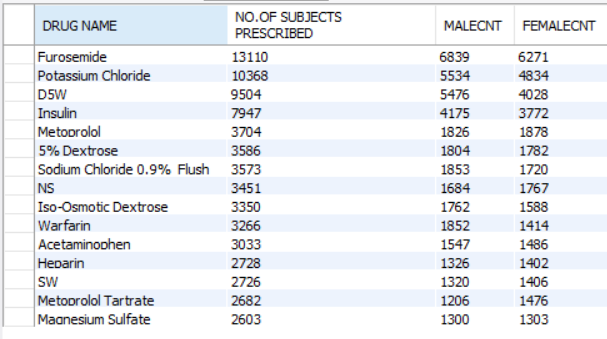 DRUG NAME NO.OF SUBJECTS PRESCRIBED MALECNT FEMALECNT
Furosemide 13110 6839 6271
Potassium Chloride 10368 5534 4834
D5W 9504 5476 4028
Insulin 7947 4175 3772
Metoprolol 3704 1826 1878
5% Dextrose 3586 1804 1782
Sodium Chloride 0.9% Flush 3573 1853 1720
NS 3451 1684 1767
Iso-Osmotic Dextrose 3350 1762 1588
Warfarin 3266 1852 1414
Acetaminophen 3033 1547 1486
Heparin 2728 1326 1402
SW 2726 1320 1406
Metoprolol Tartrate 2682 1206 1476
Magnesium Sulfate 2603 1300 1303